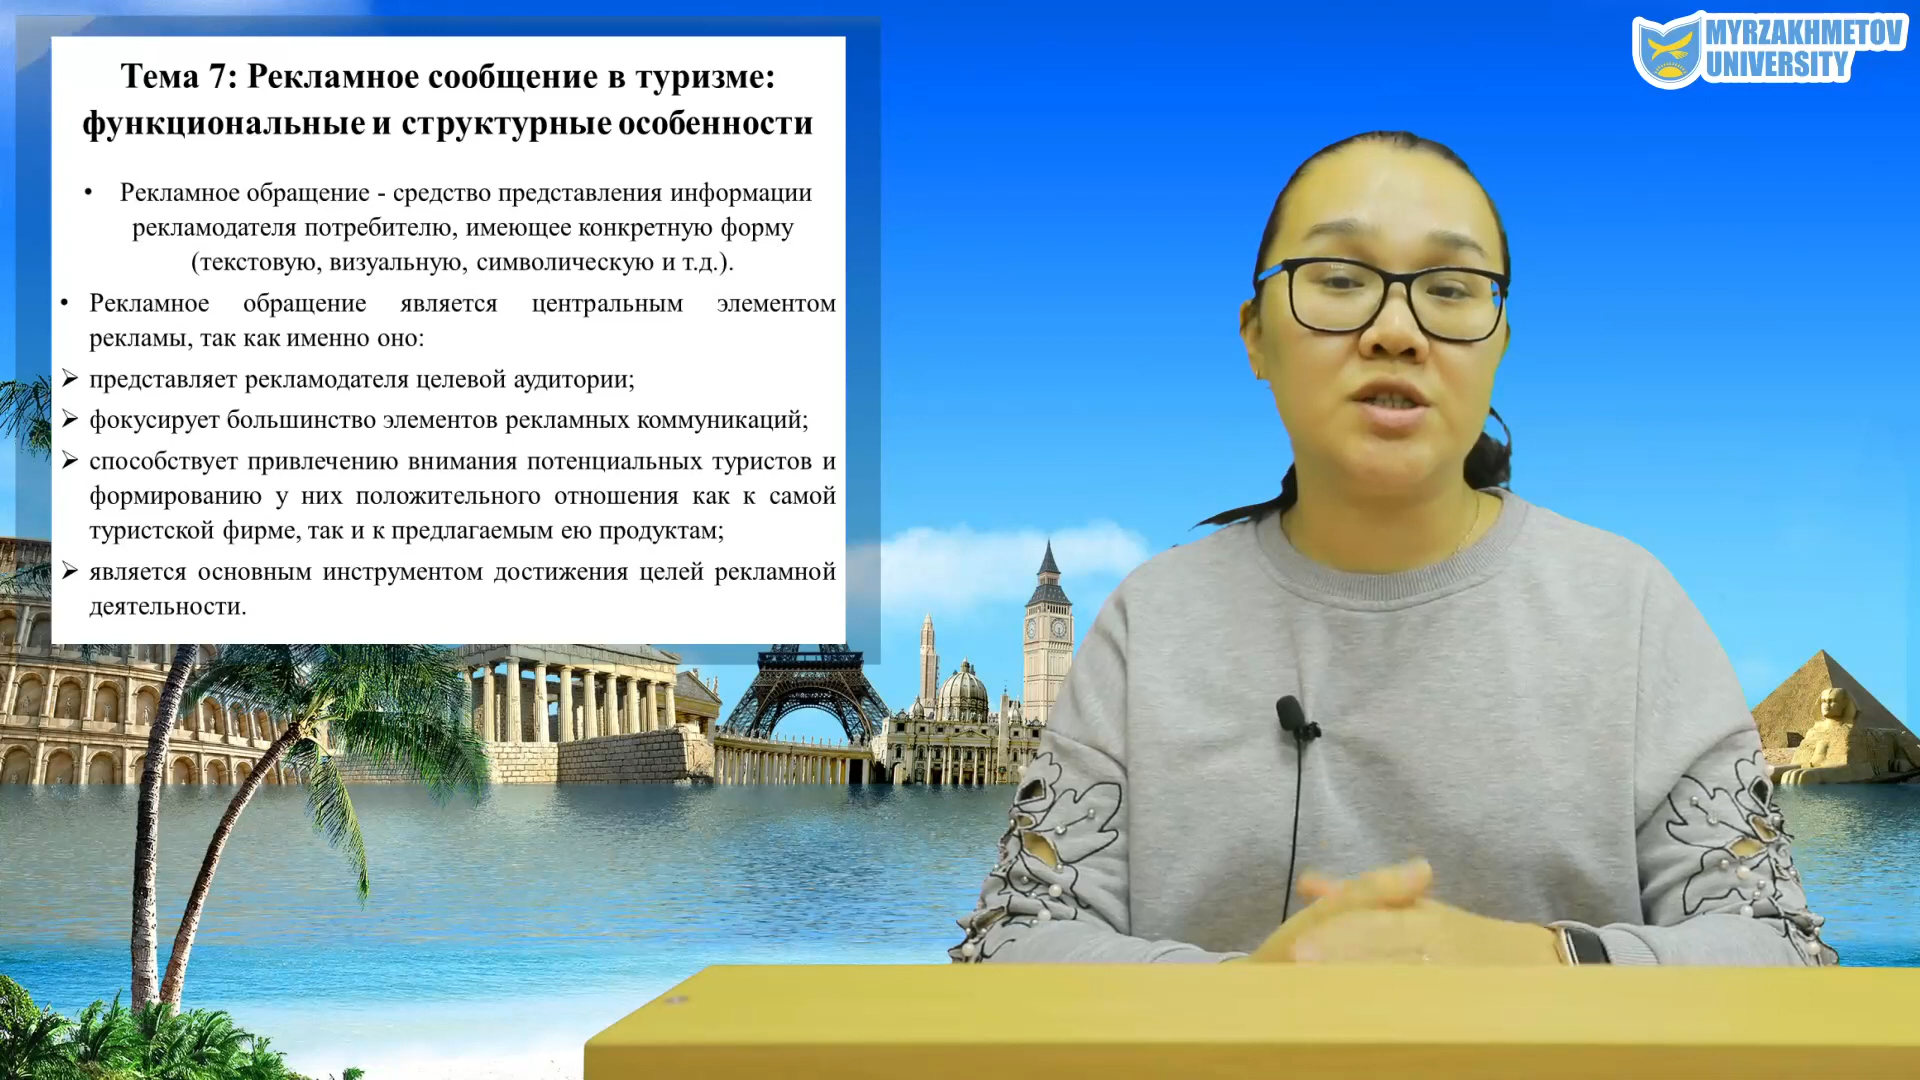 MYRZAKHMETOV
UNIVERSITY
Тема 7: Рекламное сообщение в туризме:
функциональные и структурные особенности
• Рекламное обращение - средство представления информации
рекламодателя потребителю, имеющее конкретную форму
(текстовую, визуальную, символическую и т.д.).
• Рекламное обращение является центральным элементом
рекламы, так как именно оно:
➢ представляет рекламодателя целевой аудитории;
➢ фокусирует большинство элементов рекламных коммуникаций;
➢ способствует привлечению внимания потенциальных туристов и
формированию у них положительного отношения как к самой
туристской фирме, так и к предлагаемым ею продуктам;
➢ является основным инструментом достижения целей рекламной
деятельности.